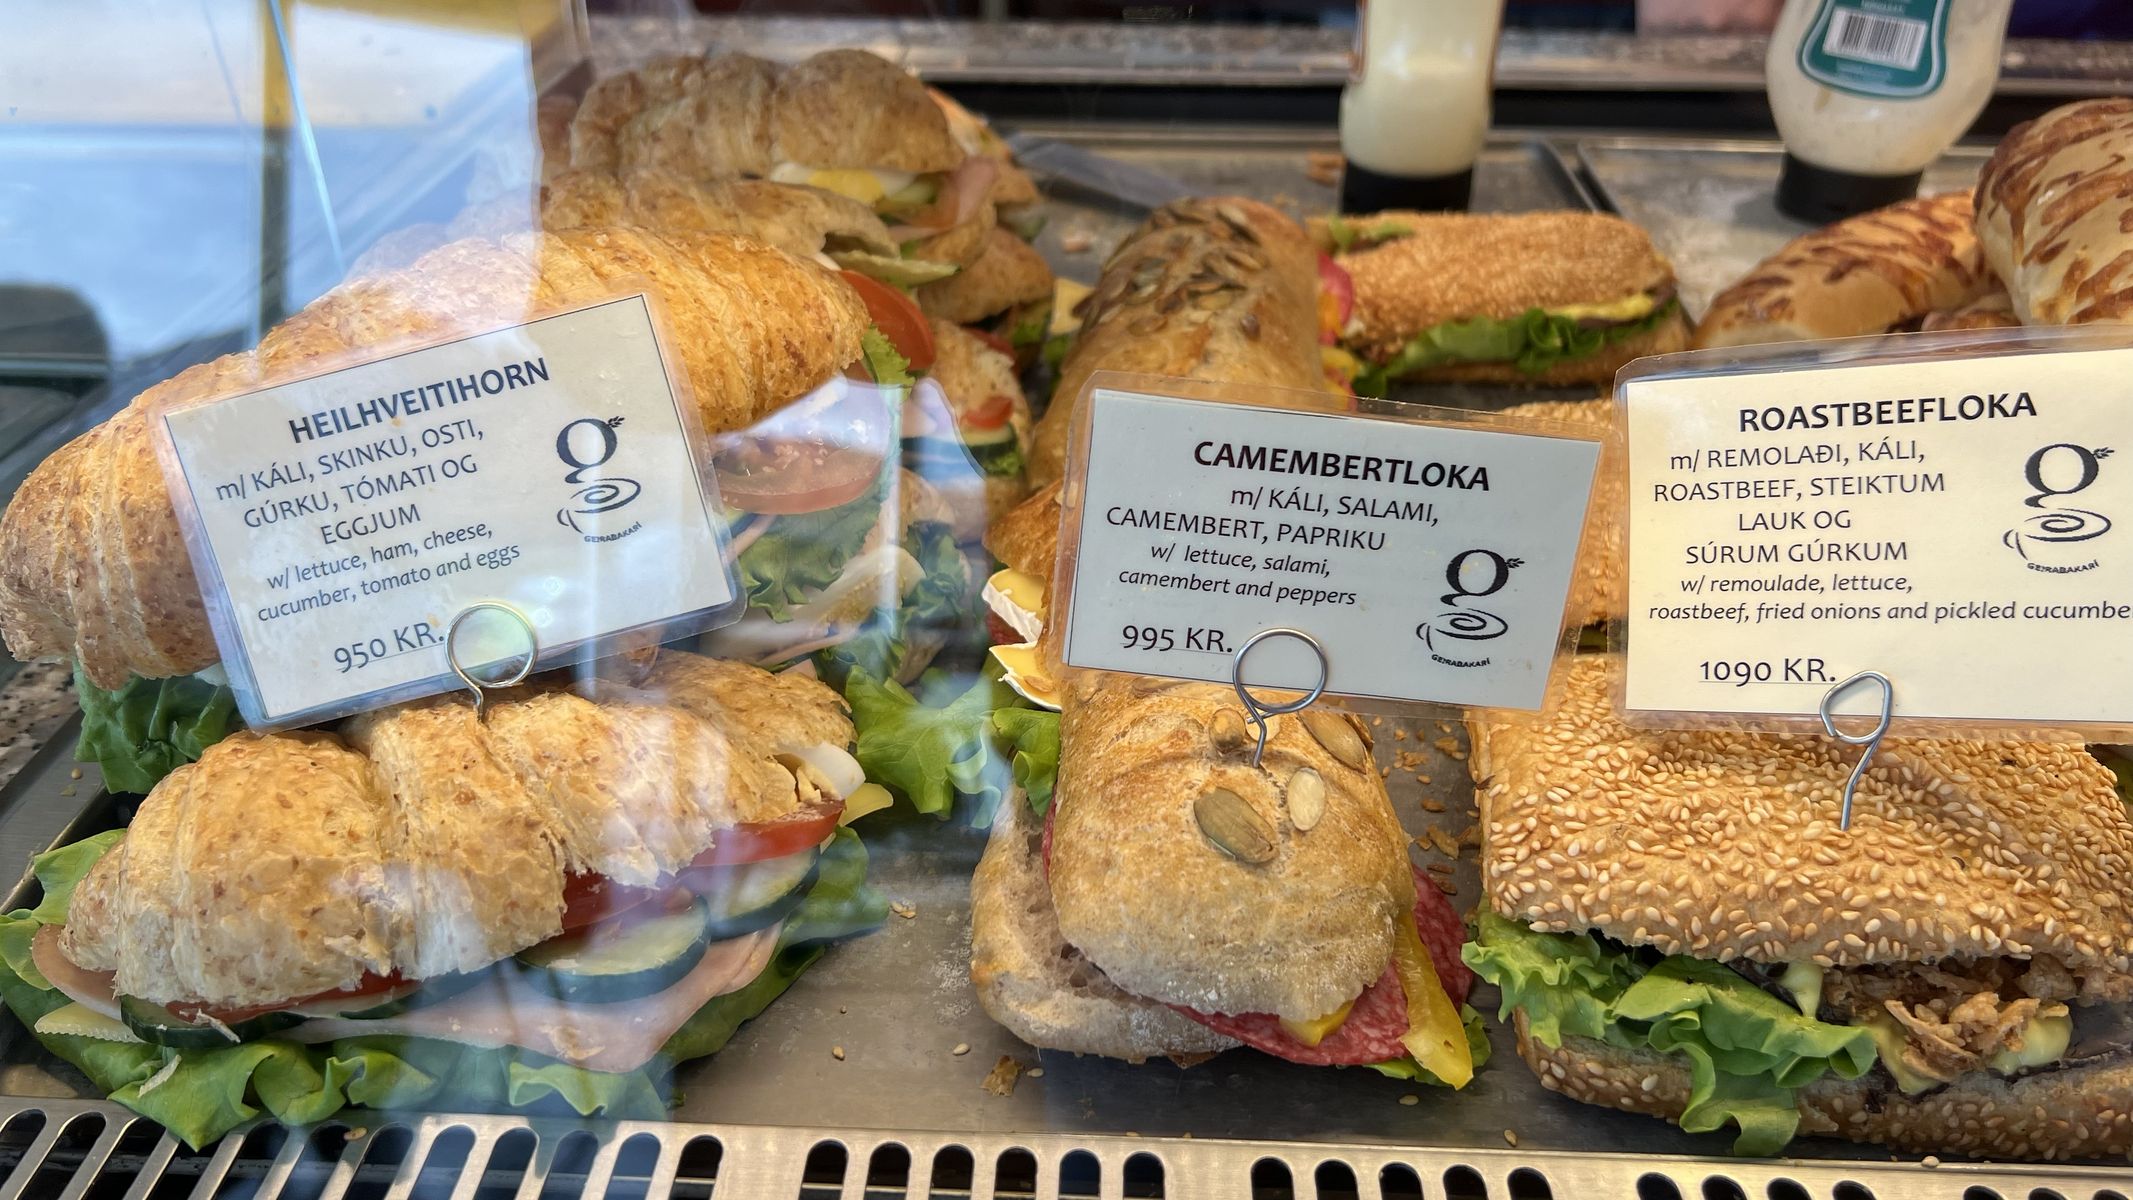 HEILHVEITIHORN
m/ KÁLI, SKINKU, OSTI,
GÚRKU, TÓMATI OG
EGGJUM
w/ lettuce, ham, cheese,
cucumber, tomato and eggs
950 KR.
g
GEIRABAKARÍ
CAMEMBERTLOKA
m/ KÁLI, SALAMI,
CAMEMBERT, PAPRIKU
w/ lettuce, salami,
camembert and peppers
995 KR.
g
GEIRABAKARÍ
ROASTBEEFLOKA
m/ REMOLAÐI, KÁLI,
ROASTBEEF, STEIKTUM
LAUK OG
SÚRUM GÚRKUM
w/ remoulade, lettuce,
roastbeef, fried onions and pickled cucumbe
1090 KR.
g
GEIRABAKARÍ